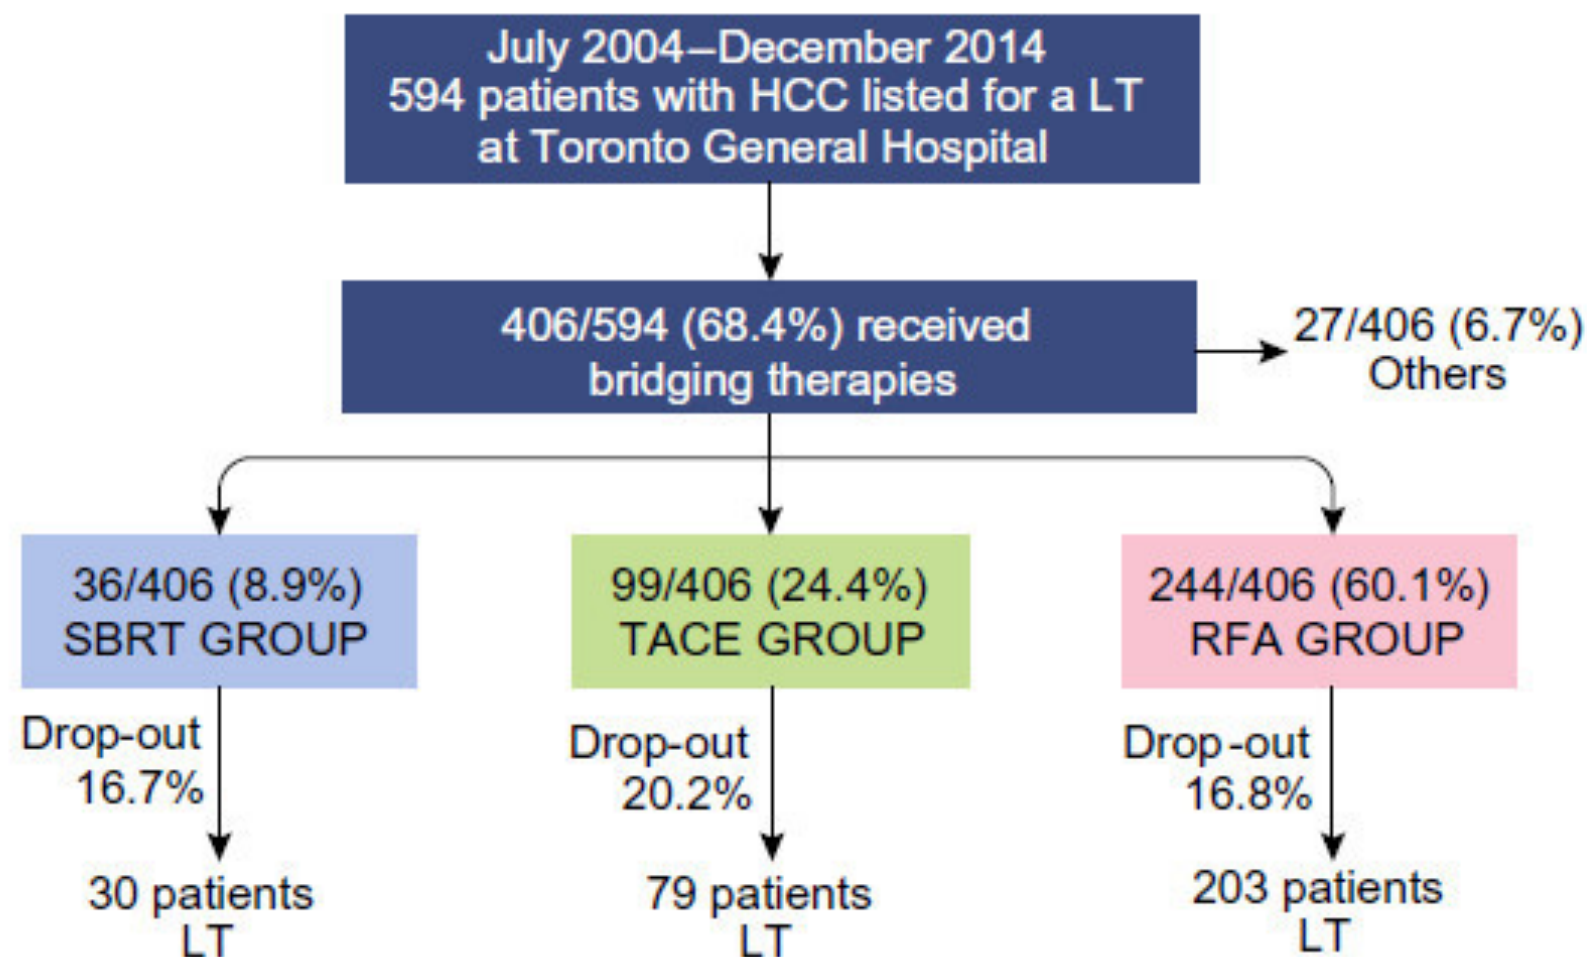 July 2004–December 2014
594 patients with HCC listed for a LT
at Toronto General Hospital
406/594 (68.4%) received
bridging therapies
27/406 (6.7%)
Others
36/406 (8.9%)
SBRT GROUP
99/406 (24.4%)
TACE GROUP
244/406 (60.1%)
RFA GROUP
Drop-out
16.7%
Drop-out
20.2%
Drop-out
16.8%
30 patients
LT
79 patients
LT
203 patients
LT